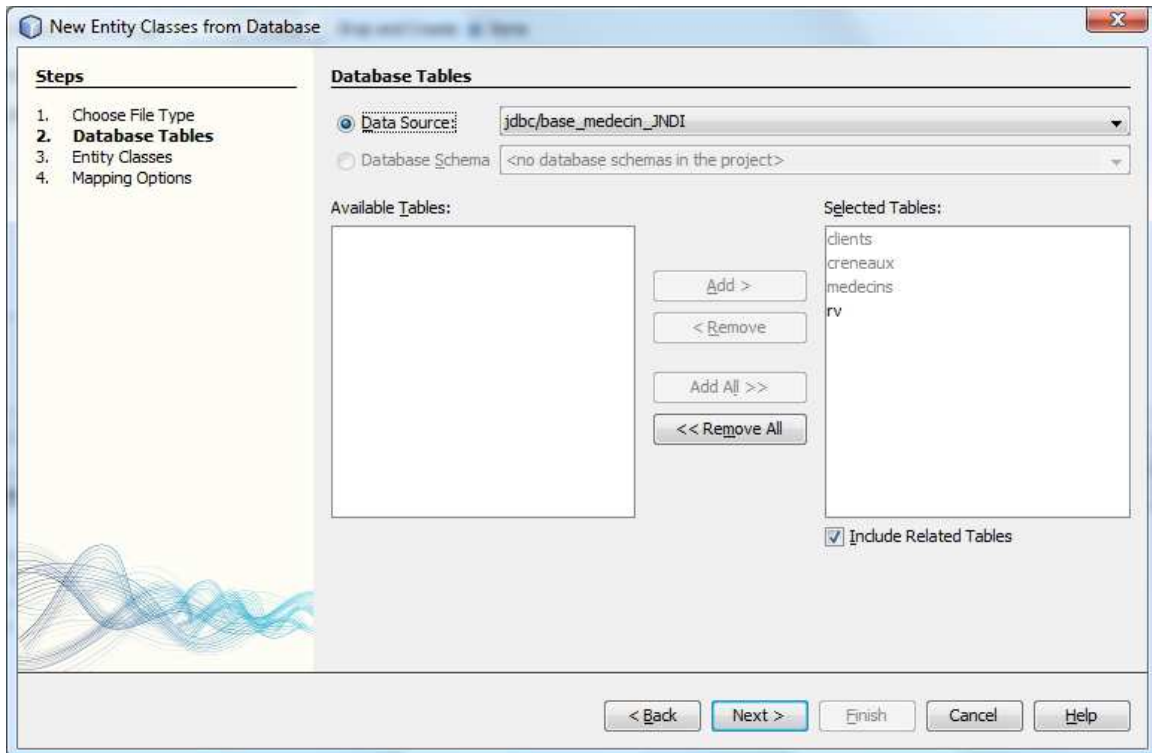 New Entity Classes from Database
Steps
1. Choose File Type
2. Database Tables
3. Entity Classes
4. Mapping Options
Database Tables
Data Source: jdbc/base_medecin_JNDI
Database Schema <no database schemas in the project>
Available Tables:
Selected Tables:
clients
creneaux
medecins
rv
Add >
< Remove
Add All >>
<< Remove All
Include Related Tables
< Back Next > Finish Cancel Help